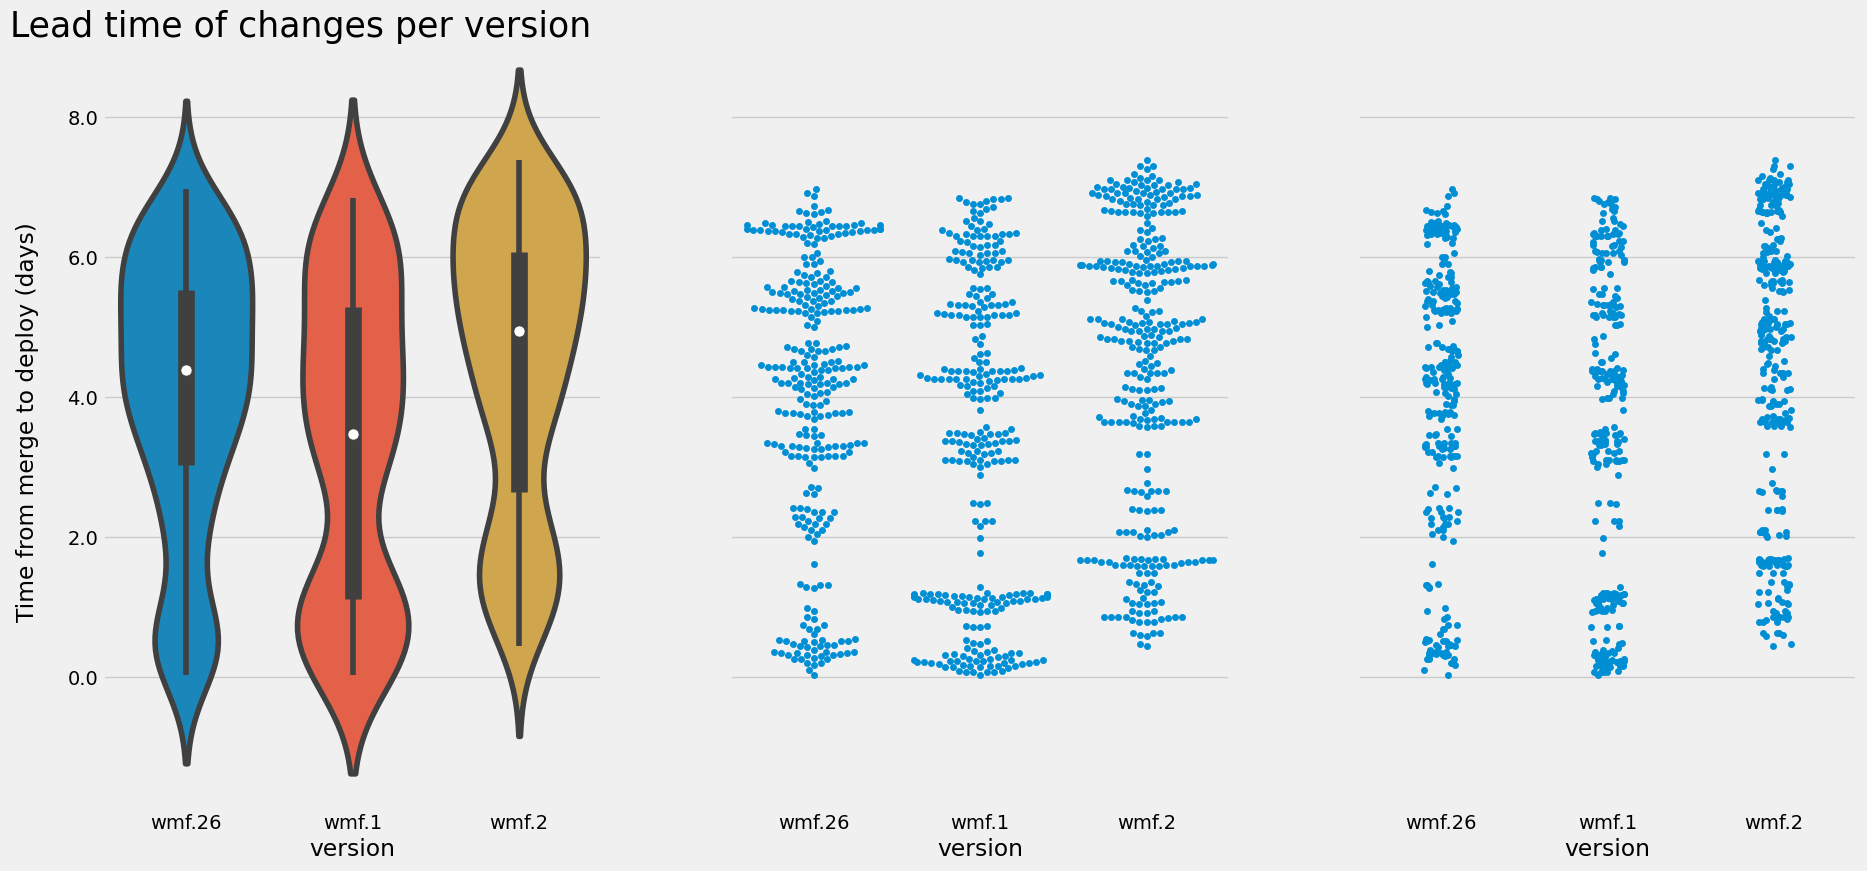 Lead time of changes per version
Time from merge to deploy (days)
8.0
6.0
4.0
2.0
0.0
wmf.26 wmf.1 wmf.2
version
wmf.26 wmf.1 wmf.2
version
wmf.26 wmf.1 wmf.2
version